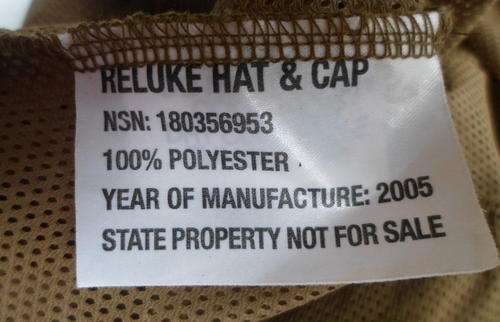 RELUKE HAT & CAP
NSN: 180356953
100% POLYESTER
YEAR OF MANUFACTURE: 2005
STATE PROPERTY NOT FOR SALE